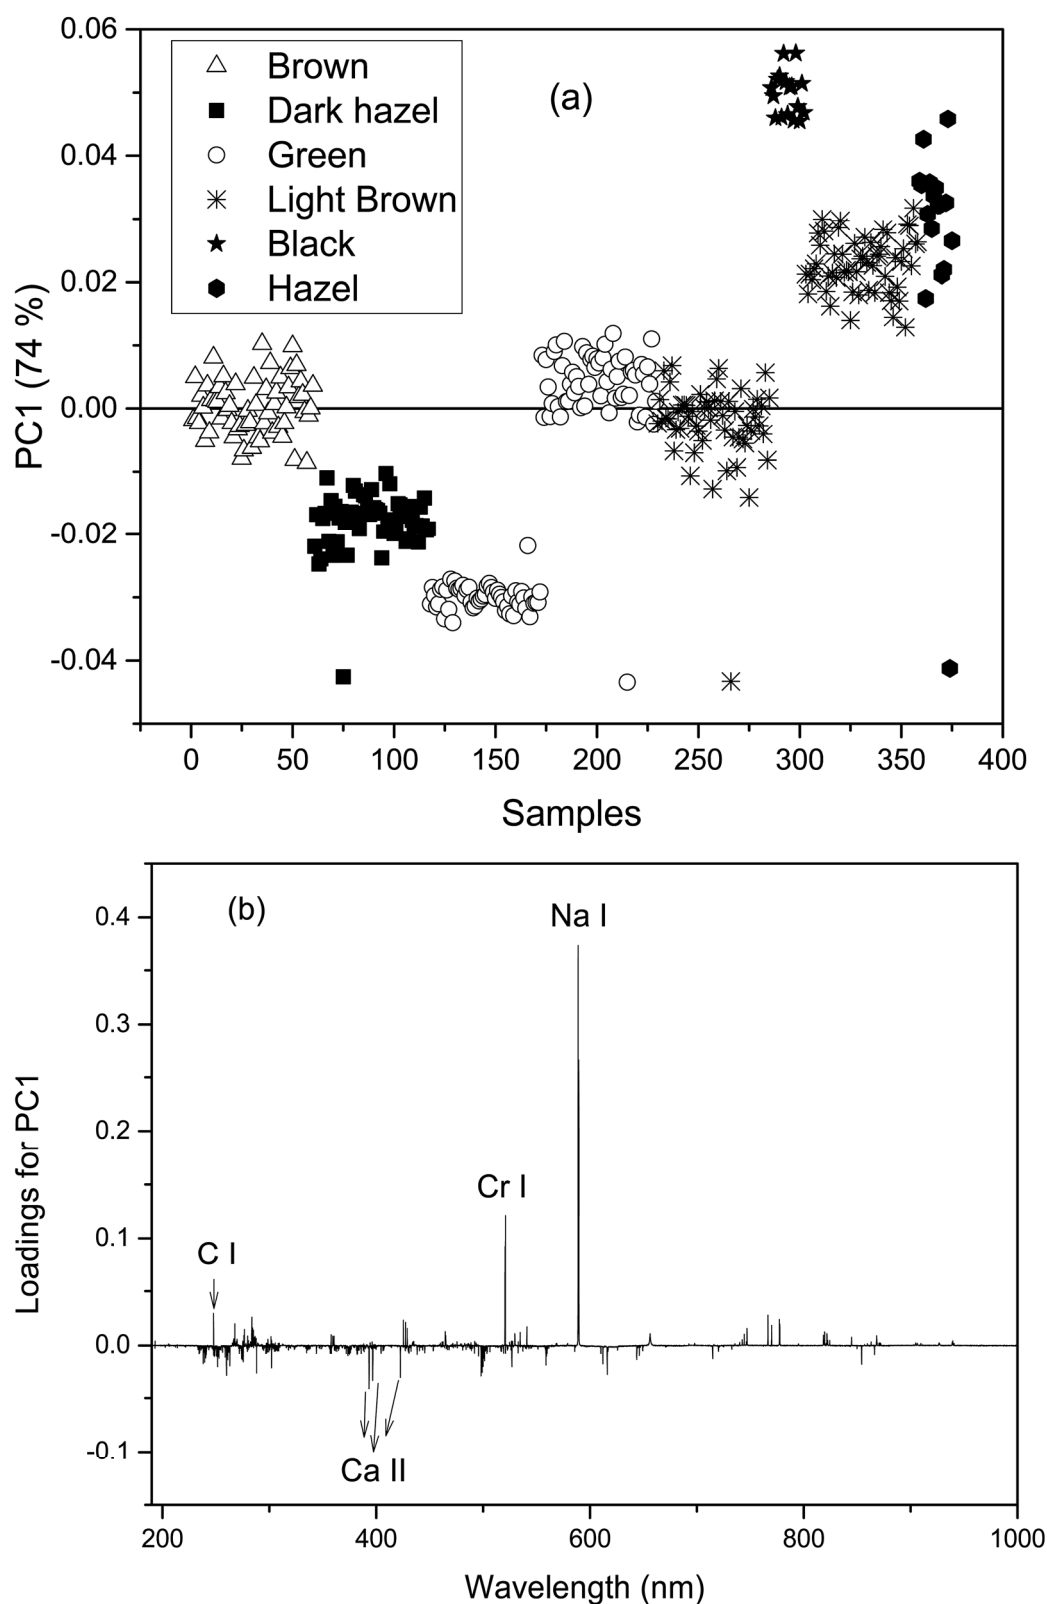 0.06
0.04
0.02
0.00
-0.02
-0.04
PC1 (74 %)
Brown
Dark hazel
Green
Light Brown
Black
Hazel
(a)
0 50 100 150 200 250 300 350 400
Samples
0.4
0.3
0.2
0.1
0.0
-0.1
Loadings for PC1
(b)
Na I
Cr I
C I
Ca II
200 400 600 800 1000
Wavelength (nm)